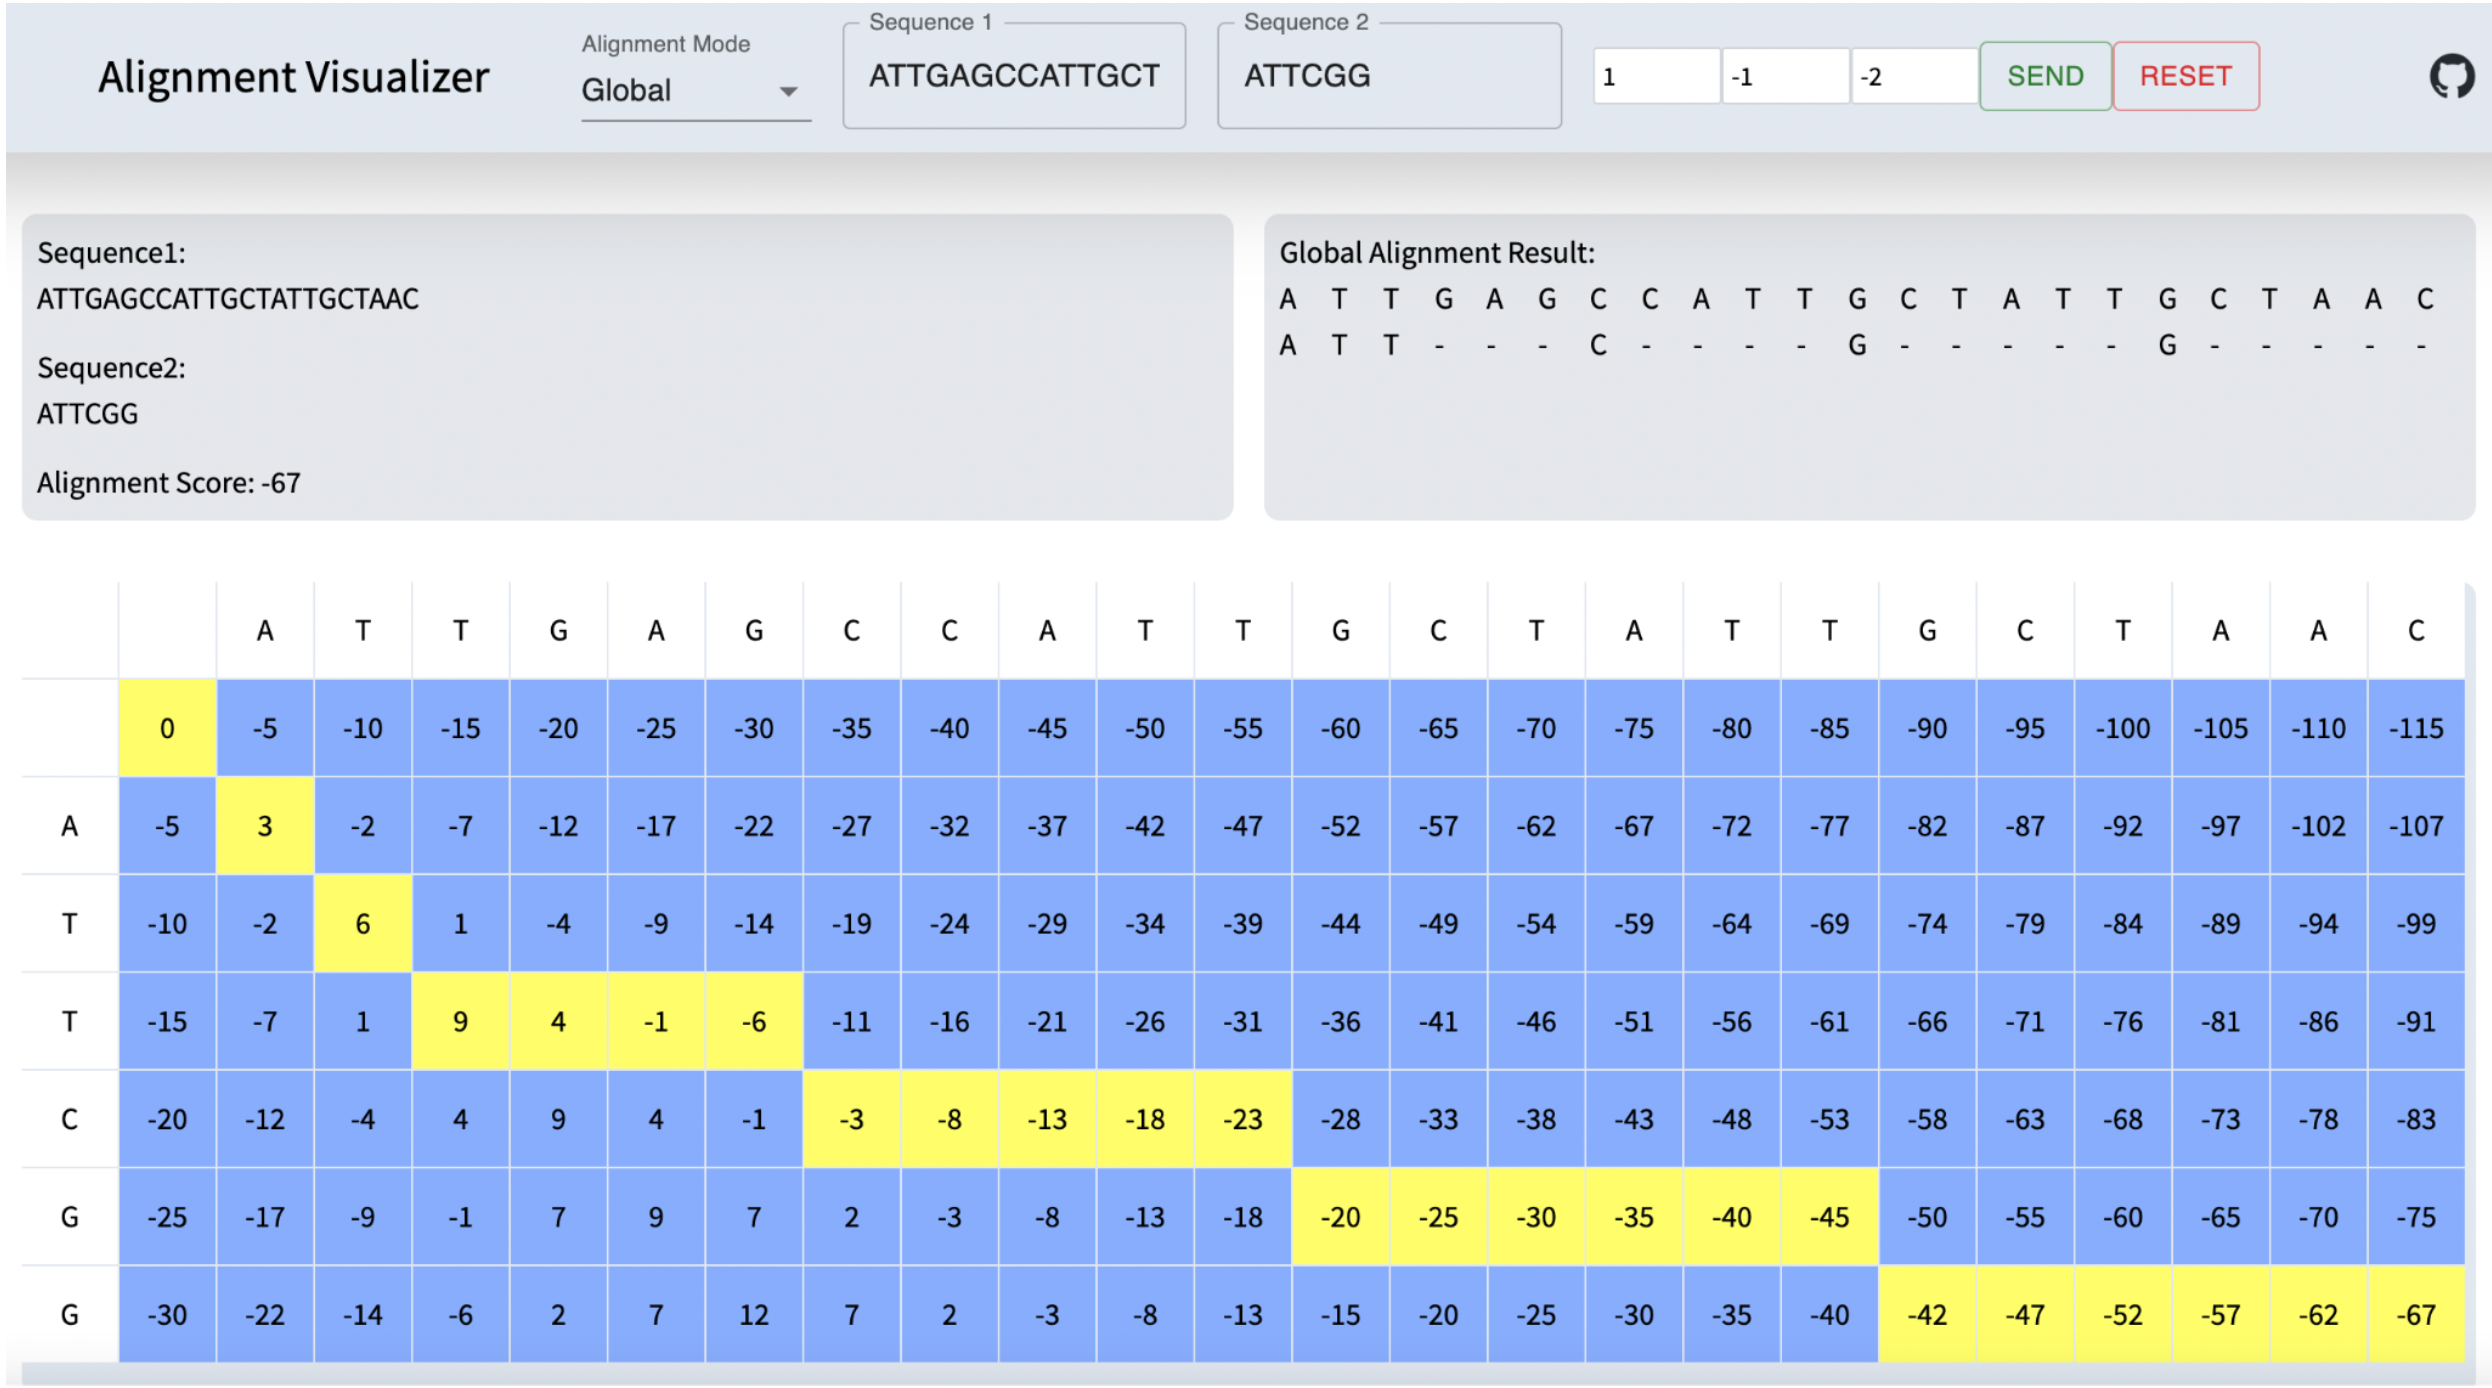 Alignment Visualizer
Alignment Mode
Global
Sequence 1
ATTGAGCCATTGCT
Sequence 2
ATTCGG
1
-1
-2
SEND
RESET
Sequence1:
ATTGAGCCATTGCTATTGCTAAC
Sequence2:
ATTCGG
Alignment Score: -67
Global Alignment Result:
A T T G A G C C A T T G C T A T T G C T A A C
A T T - - - C - - - - G - - - - - G - - - - -
A T T G A G C C A T T G C T A T T G C T A A C
0 -5 -10 -15 -20 -25 -30 -35 -40 -45 -50 -55 -60 -65 -70 -75 -80 -85 -90 -95 -100 -105 -110 -115
A -5 3 -2 -7 -12 -17 -22 -27 -32 -37 -42 -47 -52 -57 -62 -67 -72 -77 -82 -87 -92 -97 -102 -107
T -10 -2 6 1 -4 -9 -14 -19 -24 -29 -34 -39 -44 -49 -54 -59 -64 -69 -74 -79 -84 -89 -94 -99
T -15 -7 1 9 4 -1 -6 -11 -16 -21 -26 -31 -36 -41 -46 -51 -56 -61 -66 -71 -76 -81 -86 -91
C -20 -12 -4 4 9 4 -1 -3 -8 -13 -18 -23 -28 -33 -38 -43 -48 -53 -58 -63 -68 -73 -78 -83
G -25 -17 -9 -1 7 9 7 2 -3 -8 -13 -18 -20 -25 -30 -35 -40 -45 -50 -55 -60 -65 -70 -75
G -30 -22 -14 -6 2 7 12 7 2 -3 -8 -13 -15 -20 -25 -30 -35 -40 -42 -47 -52 -57 -62 -67